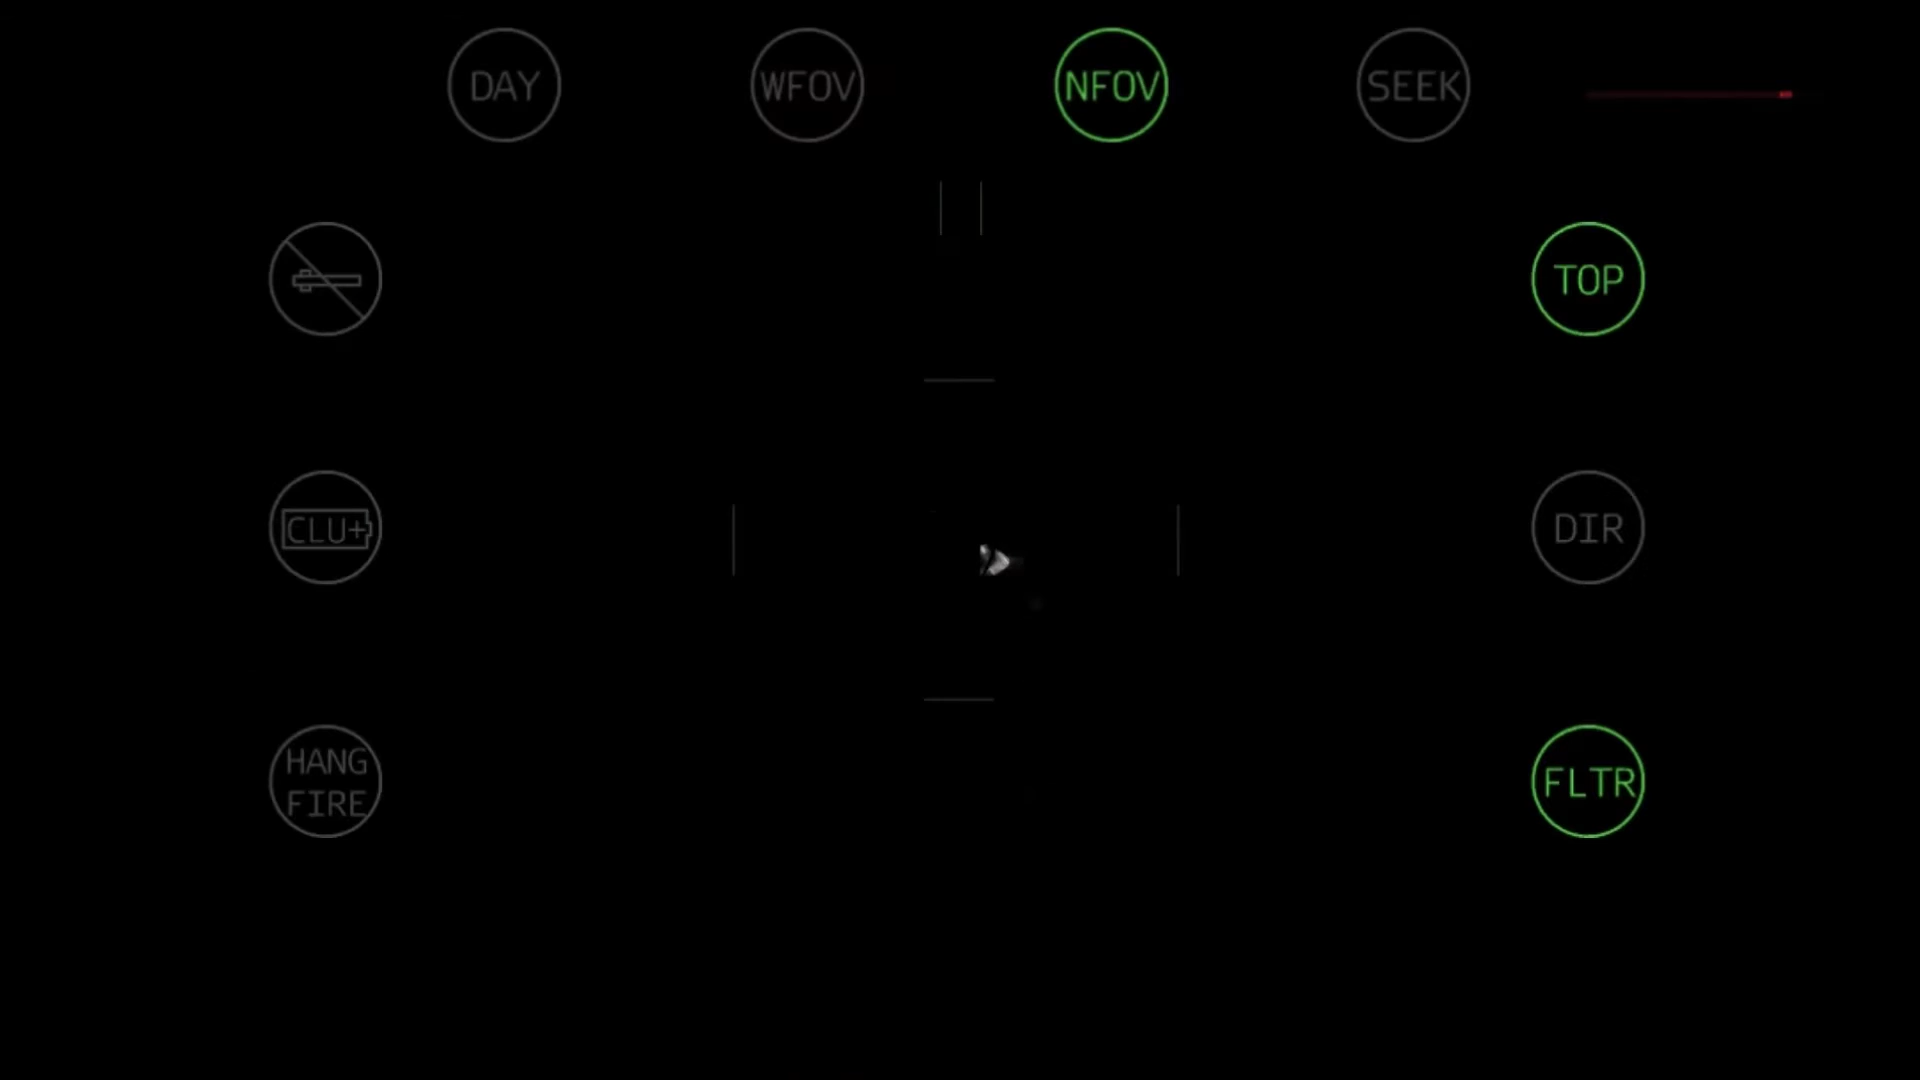 DAY
WFOV
NFOV
SEEK
TOP
CLU+
DIR
HANG
FIRE
FLTR